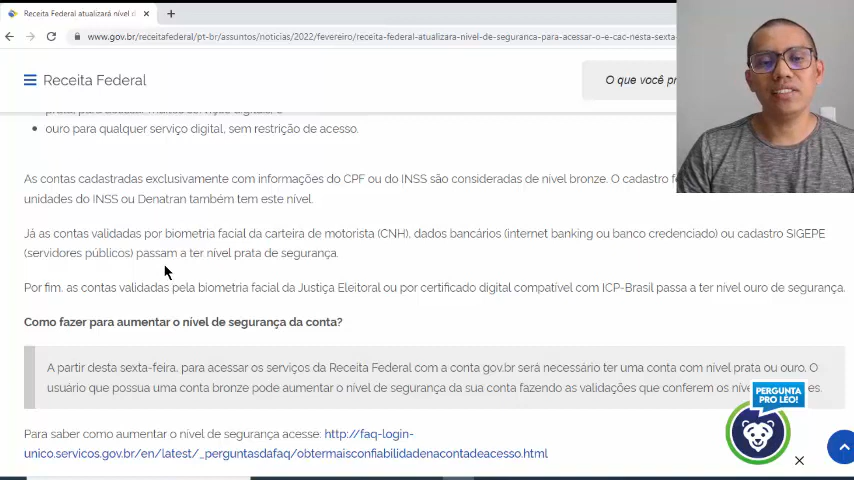 Receita Federal atualizará nível d
www.gov.br/receitafederal/pt-br/assuntos/noticias/2022/fevereiro/receita-federal-atualizara-nivel-de-seguranca-para-acessar-o-e-cac-nesta-sexta-
Receita Federal
O que você pr
ouro para qualquer serviço digital, sem restrição de acesso.
As contas cadastradas exclusivamente com informações do CPF ou do INSS são consideradas de nível bronze. O cadastro f
unidades do INSS ou Denatran também tem este nível.
Já as contas validadas por biometria facial da carteira de motorista (CNH), dados bancários (internet banking ou banco credenciado) ou cadastro SIGEPE
(servidores públicos) passam a ter nível prata de segurança.
Por fim, as contas validadas pela biometria facial da Justiça Eleitoral ou por certificado digital compatível com ICP-Brasil passa a ter nível ouro de segurança.
Como fazer para aumentar o nível de segurança da conta?
A partir desta sexta-feira, para acessar os serviços da Receita Federal com a conta gov.br será necessário ter uma conta com nível prata ou ouro. O
usuário que possua uma conta bronze pode aumentar o nível de segurança da sua conta fazendo as validações que conferem os níve es.
PERGUNTA
PRO LÉO!
Para saber como aumentar o nível de segurança acesse: http://faq-login-
unico.servicos.gov.br/en/latest/_perguntasdafaq/obtermaisconfiabilidadenacontadeacesso.html